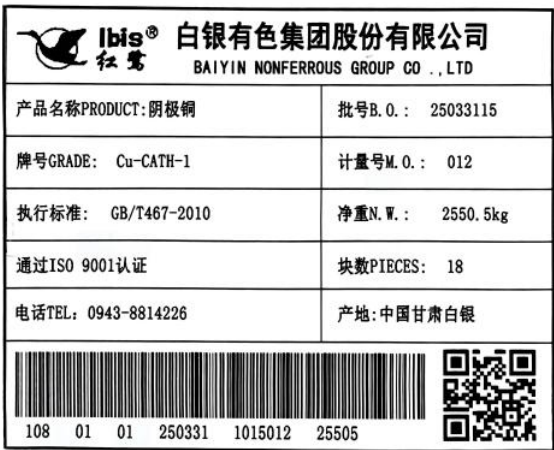 Ibis® 白银有色集团股份有限公司
红鹭 BAIYIN NONFERROUS GROUP CO .,LTD
产品名称PRODUCT:阴极铜 批号B.O.: 25033115
牌号GRADE: Cu-CATH-1 计量号M.O.: 012
执行标准: GB/T467-2010 净重N.W.: 2550.5kg
通过ISO 9001认证 块数PIECES: 18
电话TEL: 0943-8814226 产地:中国甘肃白银
108 01 01 250331 1015012 25505